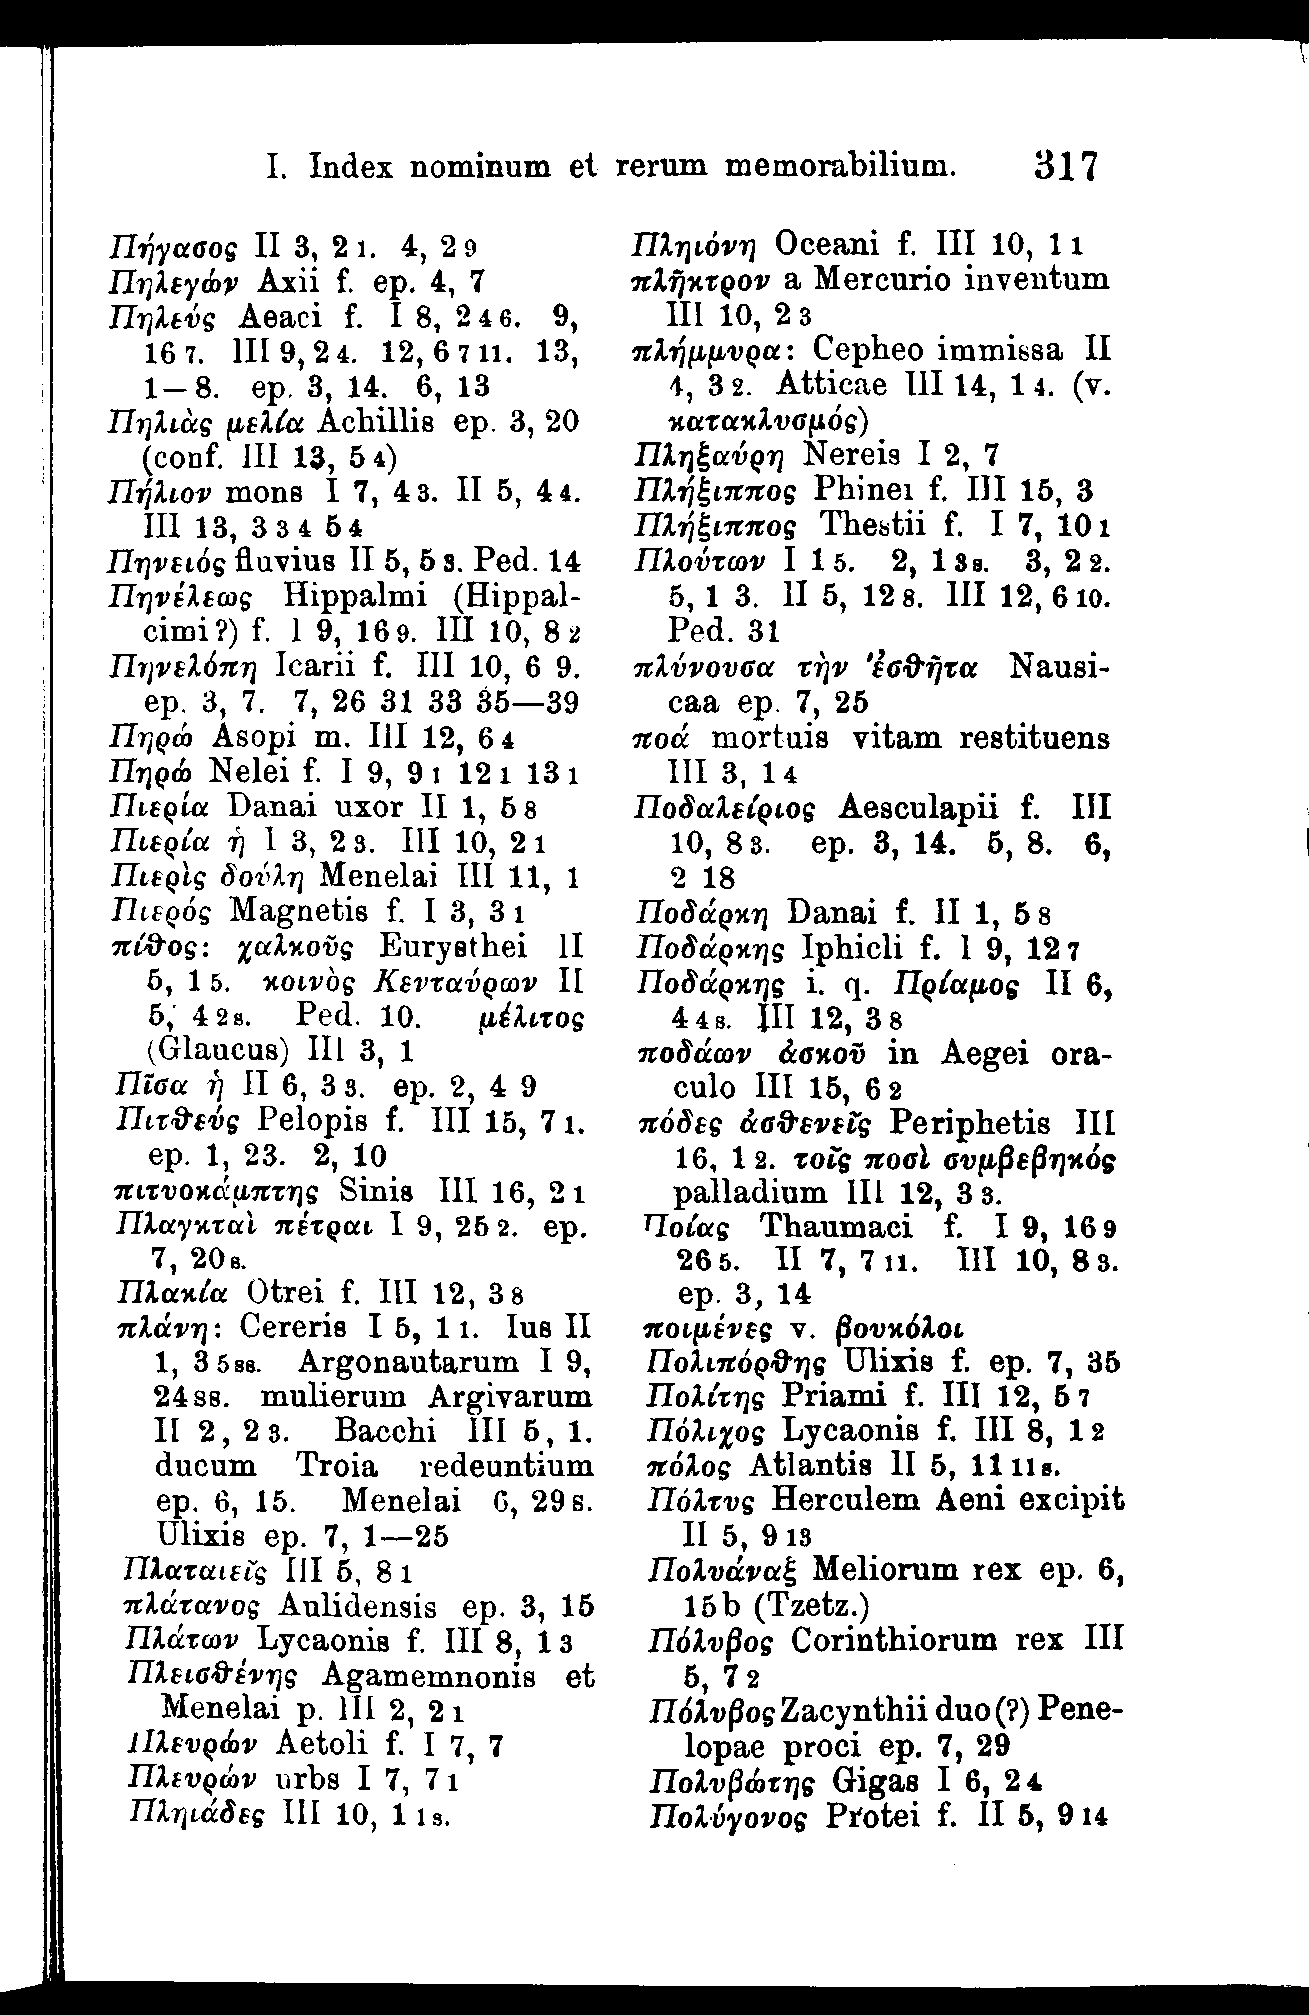 I. Index nominum et rerum memorabilium. 317
Πήγασος II 3, 2 1. 4, 2 9
Πηλεγών Axii f. ep. 4, 7
Πηλεύς Aeaci f. I 8, 2 4 6. 9,
16 7. III 9, 2 4. 12, 6 7 11. 13,
1—8. ep. 3, 14. 6, 13
Πηλιὰς μελία Achillis ep. 3, 20
(conf. III 13, 5 4)
Πήλιον mons I 7, 4 3. II 5, 4 4.
III 13, 3 3 4 5 4
Πηνειός fluvius II 5, 5 3. Ped. 14
Πηνέλεως Hippalmi (Hippal-
cimi?) f. I 9, 16 9. III 10, 8 2
Πηνελόπη Icarii f. III 10, 6 9.
ep. 3, 7. 7, 26 31 33 35—39
Πηρώ Asopi m. III 12, 6 4
Πηρώ Nelei f. I 9, 9 1 12 1 13 1
Πιερία Danai uxor II 1, 5 8
Πιερία ἡ I 3, 2 3. III 10, 2 1
Πιερὶς δούλη Menelai III 11, 1
Πιερός Magnetis f. I 3, 3 1
πίθος: χαλκοῦς Eurysthei II
5, 1 5. κοινὸς Κενταύρων II
5, 4 2 s. Ped. 10. μέλιτος
(Glaucus) III 3, 1
Πῖσα ἡ II 6, 3 3. ep. 2, 4 9
Πιτθεύς Pelopis f. III 15, 7 1.
ep. 1, 23. 2, 10
πιτυοκάμπτης Sinis III 16, 2 1
Πλαγκταὶ πέτραι I 9, 25 2. ep.
7, 20 s.
Πλακία Otrei f. III 12, 3 8
πλάνη: Cereris I 5, 1 1. Ius II
1, 3 5 ss. Argonautarum I 9,
24 ss. mulierum Argivarum
II 2, 2 3. Bacchi III 5, 1.
ducum Troia redeuntium
ep. 6, 15. Menelai 6, 29 s.
Ulixis ep. 7, 1—25
Πλαταιεῖς III 5, 8 1
πλάτανος Aulidensis ep. 3, 15
Πλάτων Lycaonis f. III 8, 1 3
Πλεισθένης Agamemnonis et
Menelai p. III 2, 2 1
Πλευρών Aetoli f. I 7, 7
Πλευρών urbs I 7, 7 1
Πληιάδες III 10, 1 1 s.
Πληιόνη Oceani f. III 10, 1 1
πλῆκτρον a Mercurio inventum
III 10, 2 3
πλήμμυρα: Cepheo immissa II
4, 3 2. Atticae III 14, 1 4. (v.
κατακλυσμός)
Πληξαύρη Nereis I 2, 7
Πλήξιππος Phinei f. III 15, 3
Πλήξιππος Thestii f. I 7, 10 1
Πλούτων I 1 5. 2, 1 3 s. 3, 2 2.
5, 1 3. II 5, 12 8. III 12, 6 10.
Ped. 31
πλύνουσα τὴν ἐσθῆτα Nausi-
caa ep. 7, 25
ποά mortuis vitam restituens
III 3, 1 4
Ποδαλείριος Aesculapii f. III
10, 8 3. ep. 3, 14. 5, 8. 6,
2 18
Ποδάρκη Danai f. II 1, 5 8
Ποδάρκης Iphicli f. I 9, 12 7
Ποδάρκης i. q. Πρίαμος II 6,
4 4 s. III 12, 3 8
ποδάων ἀσκοῦ in Aegei ora-
culo III 15, 6 2
πόδες ἀσθενεῖς Periphetis III
16, 1 2. τοῖς ποσὶ συμβεβηκός
palladium III 12, 3 3.
Ποίας Thaumaci f. I 9, 16 9
26 5. II 7, 7 11. III 10, 8 3.
ep. 3, 14
ποιμένες v. βουκόλοι
Πολιπόρθης Ulixis f. ep. 7, 35
Πολίτης Priami f. III 12, 5 7
Πόλιχος Lycaonis f. III 8, 1 2
πόλος Atlantis II 5, 11 11 s.
Πόλτυς Herculem Aeni excipit
II 5, 9 13
Πολυάναξ Meliorum rex ep. 6,
15 b (Tzetz.)
Πόλυβος Corinthiorum rex III
5, 7 2
Πόλυβος Zacynthii duo (?) Pene-
lopae proci ep. 7, 29
Πολυβώτης Gigas I 6, 2 4
Πολύγονος Protei f. II 5, 9 14